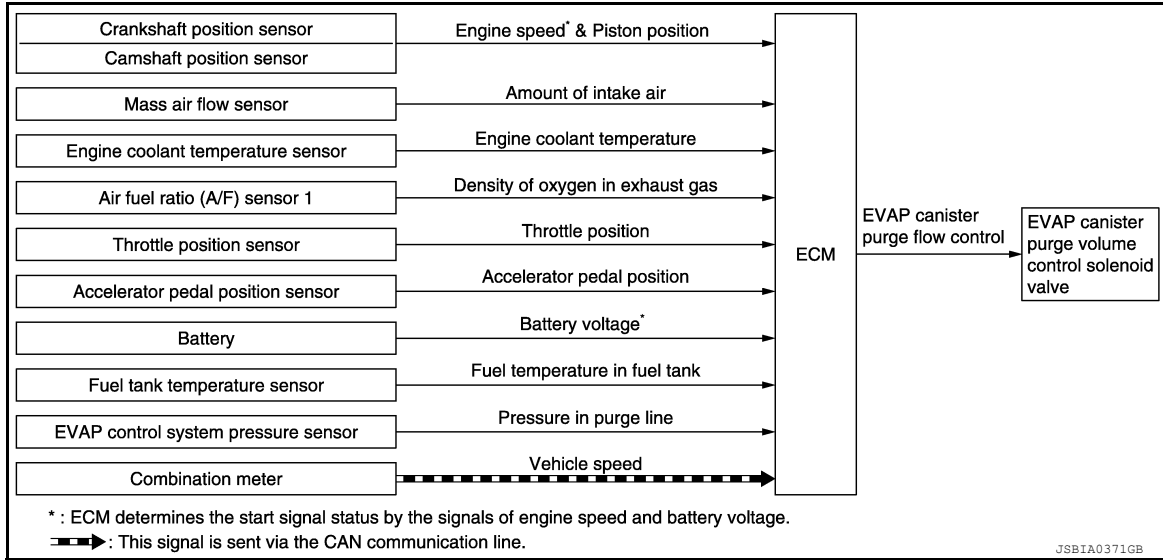 Crankshaft position sensor
Camshaft position sensor
Engine speed* & Piston position
Mass air flow sensor
Amount of intake air
Engine coolant temperature sensor
Engine coolant temperature
Air fuel ratio (A/F) sensor 1
Density of oxygen in exhaust gas
Throttle position sensor
Throttle position
Accelerator pedal position sensor
Accelerator pedal position
Battery
Battery voltage*
Fuel tank temperature sensor
Fuel temperature in fuel tank
EVAP control system pressure sensor
Pressure in purge line
Combination meter
Vehicle speed
ECM
EVAP canister
purge flow control
EVAP canister
purge volume
control solenoid
valve
* : ECM determines the start signal status by the signals of engine speed and battery voltage.
: This signal is sent via the CAN communication line.
JSBIA0371GB